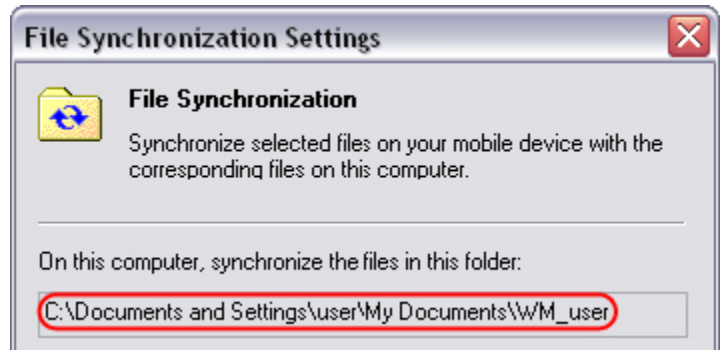 File Synchronization Settings
File Synchronization
Synchronize selected files on your mobile device with the
corresponding files on this computer.
On this computer, synchronize the files in this folder:
C:\Documents and Settings\user\My Documents\WM_user